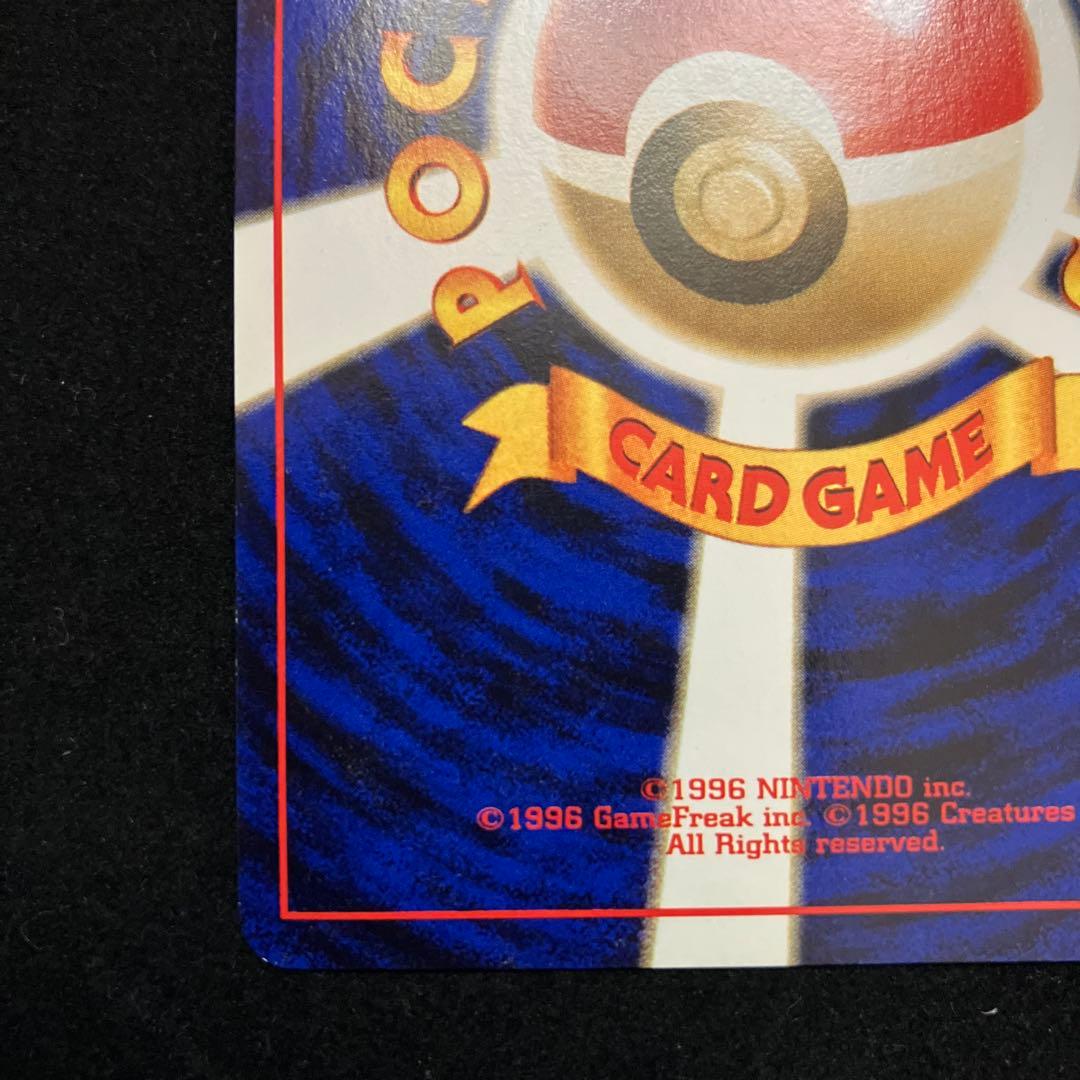 POC
CARD GAME
©1996 NINTENDO inc.
©1996 GameFreak inc. ©1996 Creatures
All Rights reserved.